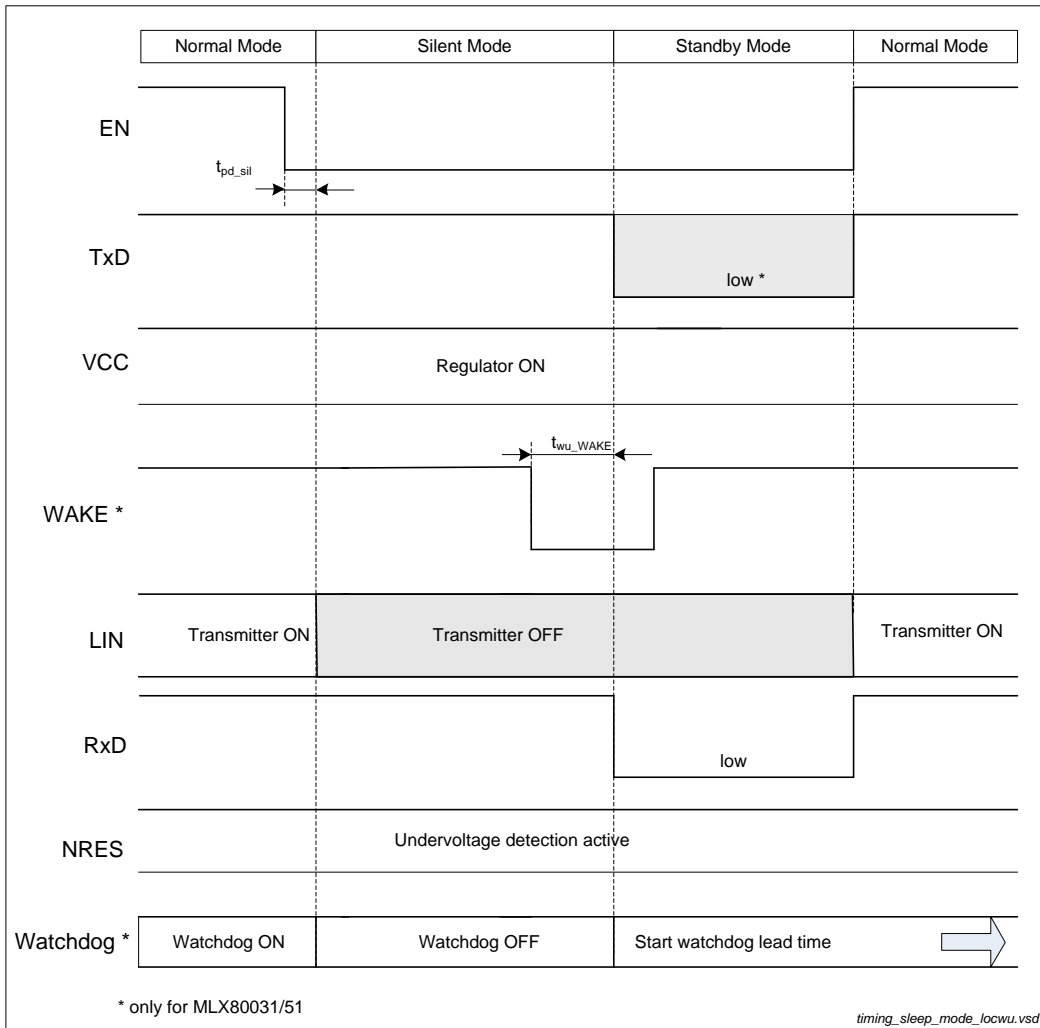 Normal Mode Silent Mode Standby Mode Normal Mode
EN
tpd_sil
TxD
low *
VCC
Regulator ON
twu_WAKE
WAKE *
LIN
Transmitter ON Transmitter OFF Transmitter ON
RxD
low
NRES
Undervoltage detection active
Watchdog * Watchdog ON Watchdog OFF Start watchdog lead time
* only for MLX80031/51
timing_sleep_mode_locwu.vsd